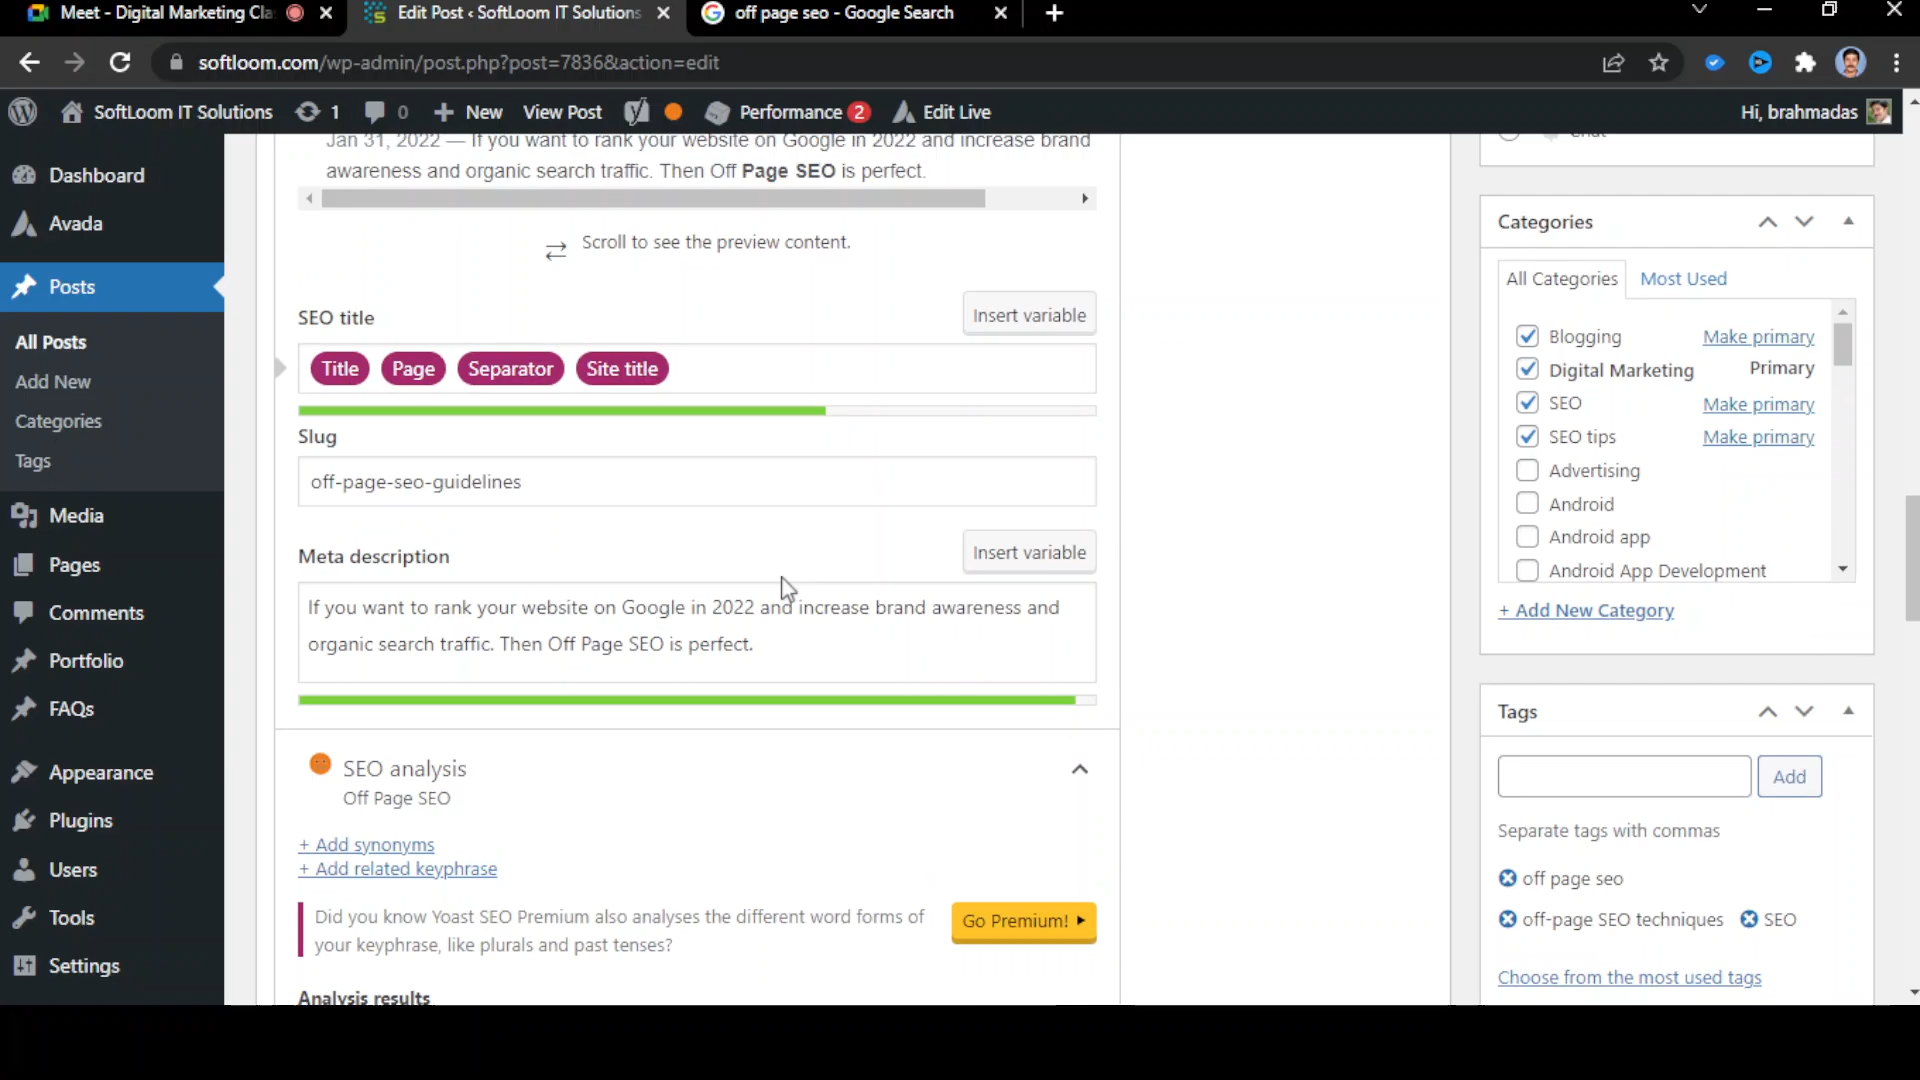 Meet - Digital Marketing Cla
Edit Post ‹ SoftLoom IT Solutions
off page seo - Google Search
softloom.com/wp-admin/post.php?post=7836&action=edit
SoftLoom IT Solutions
1
0
New
View Post
Performance 2
Edit Live
Hi, brahmadas
Dashboard
Avada
Posts
All Posts
Add New
Categories
Tags
Media
Pages
Comments
Portfolio
FAQs
Appearance
Plugins
Users
Tools
Settings
Jan 31, 2022 — If you want to rank your website on Google in 2022 and increase brand
awareness and organic search traffic. Then Off Page SEO is perfect.
Scroll to see the preview content.
SEO title
Insert variable
Title Page Separator Site title
Slug
off-page-seo-guidelines
Meta description
Insert variable
If you want to rank your website on Google in 2022 and increase brand awareness and
organic search traffic. Then Off Page SEO is perfect.
SEO analysis
Off Page SEO
+ Add synonyms
+ Add related keyphrase
Did you know Yoast SEO Premium also analyses the different word forms of
your keyphrase, like plurals and past tenses?
Go Premium!
Analysis results
Chat
Categories
All Categories
Most Used
Blogging Make primary
Digital Marketing Primary
SEO Make primary
SEO tips Make primary
Advertising
Android
Android app
Android App Development
+ Add New Category
Tags
Add
Separate tags with commas
off page seo
off-page SEO techniques SEO
Choose from the most used tags